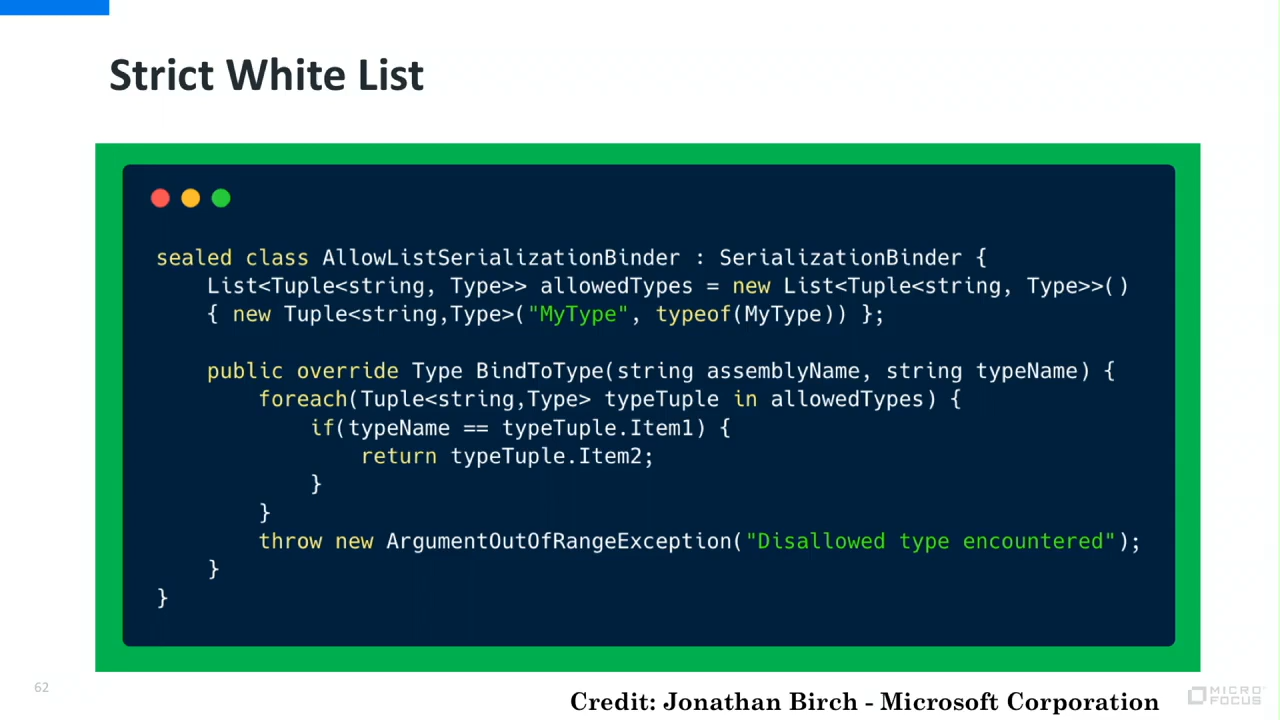 Strict White List
sealed class AllowListSerializationBinder : SerializationBinder {
    List<Tuple<string, Type>> allowedTypes = new List<Tuple<string, Type>>()
    { new Tuple<string,Type>("MyType", typeof(MyType)) };
    public override Type BindToType(string assemblyName, string typeName) {
        foreach(Tuple<string,Type> typeTuple in allowedTypes) {
            if(typeName == typeTuple.Item1) {
                return typeTuple.Item2;
            }
        }
        throw new ArgumentOutOfRangeException("Disallowed type encountered");
    }
}
62
Credit: Jonathan Birch - Microsoft Corporation
MICRO
FOCUS